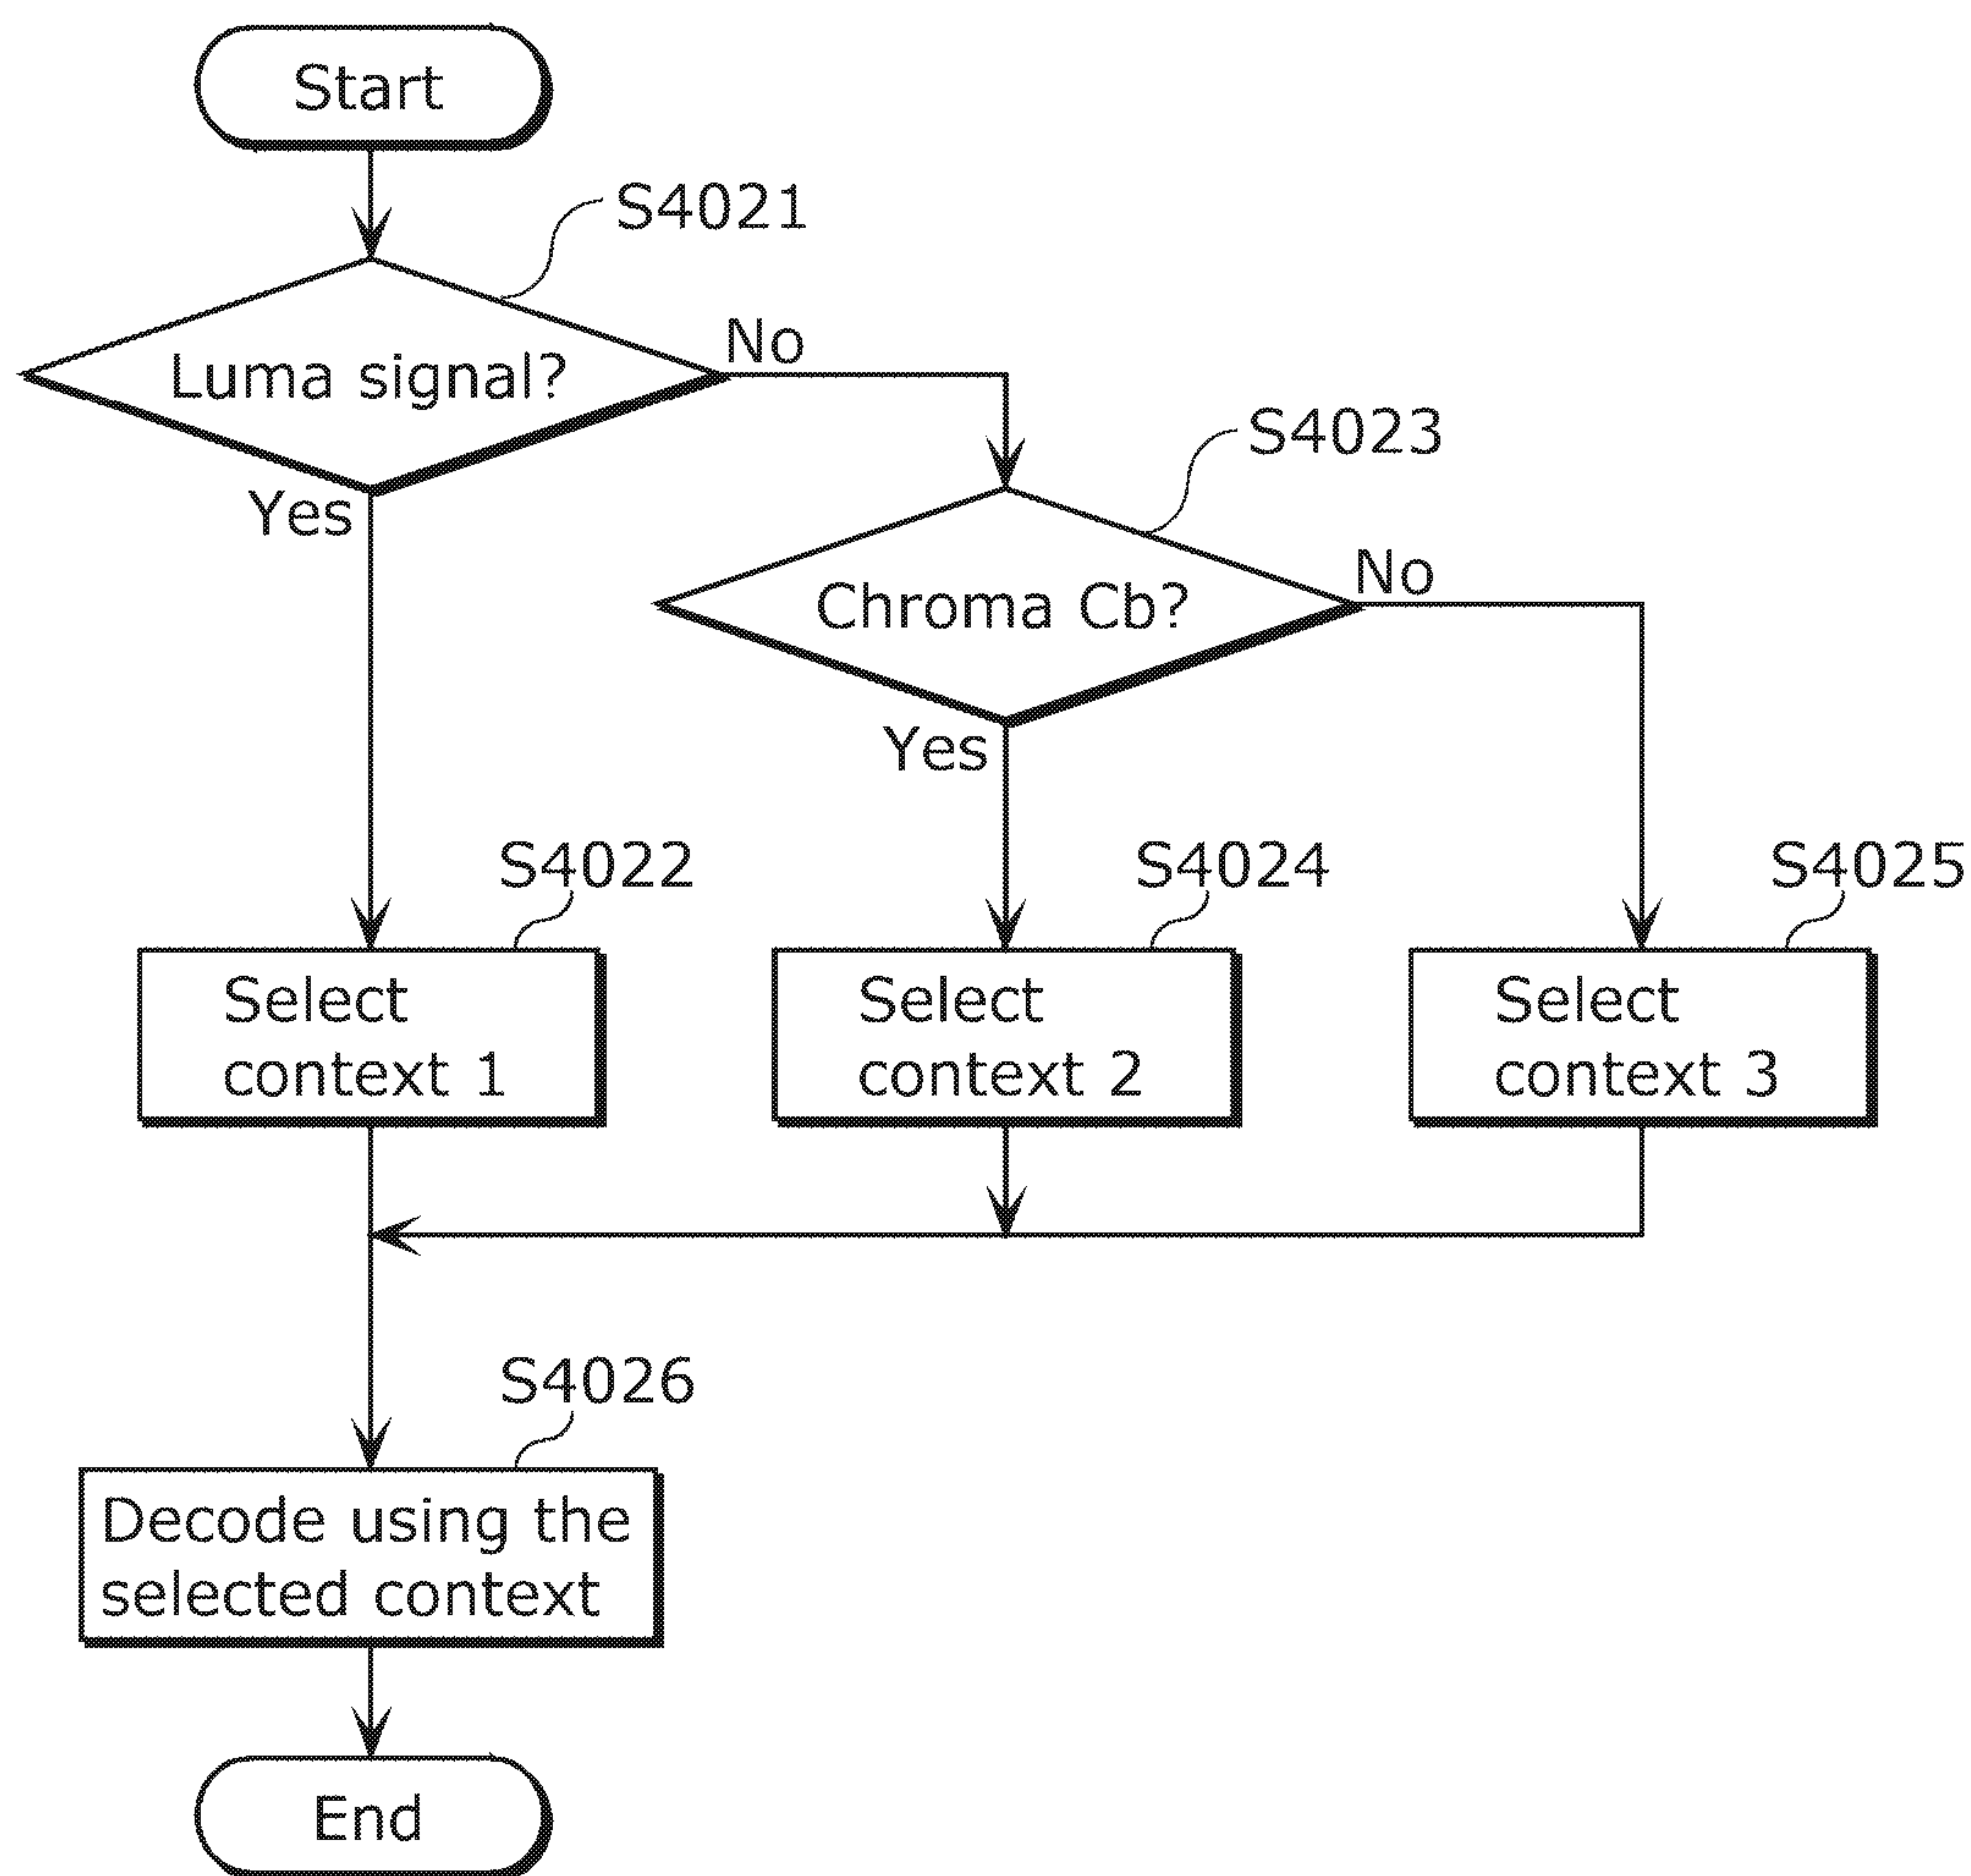 Start
S4021
Luma signal?
No
Yes
S4023
Chroma Cb?
No
Yes
S4022
S4024
S4025
Select
context 1
Select
context 2
Select
context 3
S4026
Decode using the
selected context
End